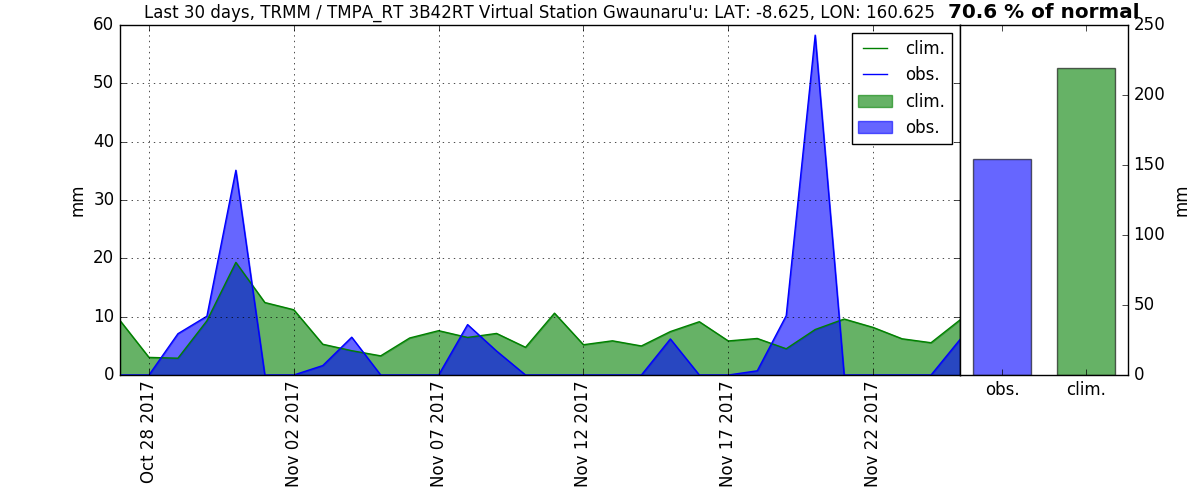 Last 30 days, TRMM / TMPA_RT 3B42RT Virtual Station Gwaunaru'u: LAT: -8.625, LON: 160.625
70.6 % of normal
60
50
40
30
20
10
0
mm
clim.
obs.
clim.
obs.
Oct 28 2017
Nov 02 2017
Nov 07 2017
Nov 12 2017
Nov 17 2017
Nov 22 2017
250
200
150
100
50
0
mm
obs.
clim.